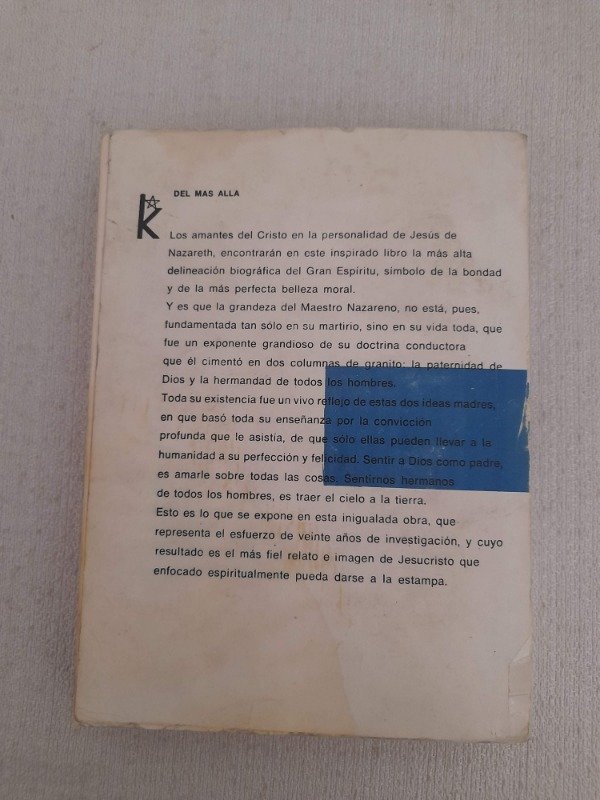 DEL MAS ALLA
k
Los amantes del Cristo en la personalidad de Jesús de
Nazareth, encontrarán en este inspirado libro la más alta
delineación biográfica del Gran Espíritu, símbolo de la bondad
y de la más perfecta belleza moral.
Y es que la grandeza del Maestro Nazareno, no está, pues,
fundamentada tan sólo en su martirio, sino en su vida toda, que
fue un exponente grandioso de su doctrina conductora
que él cimentó en dos columnas de granito: la paternidad de
Dios y la hermandad de todos los hombres.
Toda su existencia fue un vivo reflejo de estas dos ideas madres,
en que basó toda su enseñanza por la convicción
profunda que le asistía, de que sólo ellas pueden llevar a la
humanidad a su perfección y felicidad. Sentir a Dios como padre,
es amarle sobre todas las cosas. Sentirnos hermanos
de todos los hombres, es traer el cielo a la tierra.
Esto es lo que se expone en esta inigualada obra, que
representa el esfuerzo de veinte años de investigación, y cuyo
resultado es el más fiel relato e imagen de Jesucristo que
enfocado espiritualmente pueda darse a la estampa.